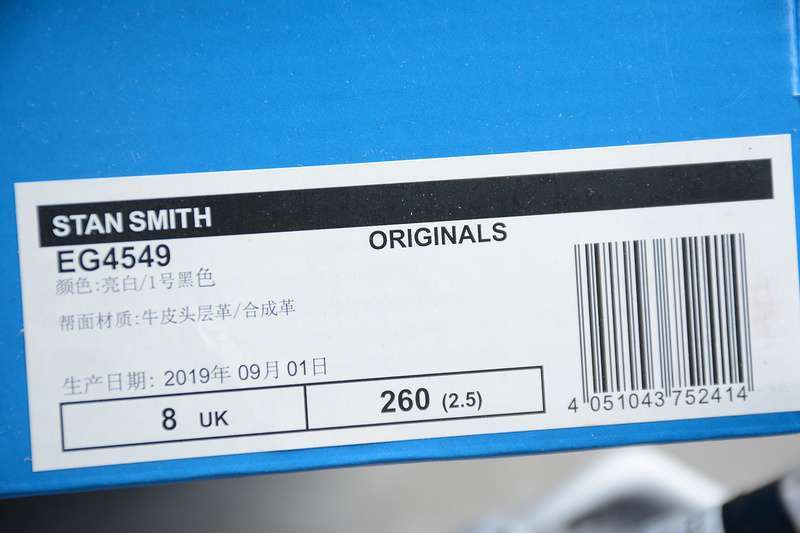 STAN SMITH
EG4549
ORIGINALS
颜色:亮白/1号黑色
帮面材质:牛皮头层革/合成革
生产日期: 2019年 09月 01日
8 UK
260 (2.5)
4 051043 752414